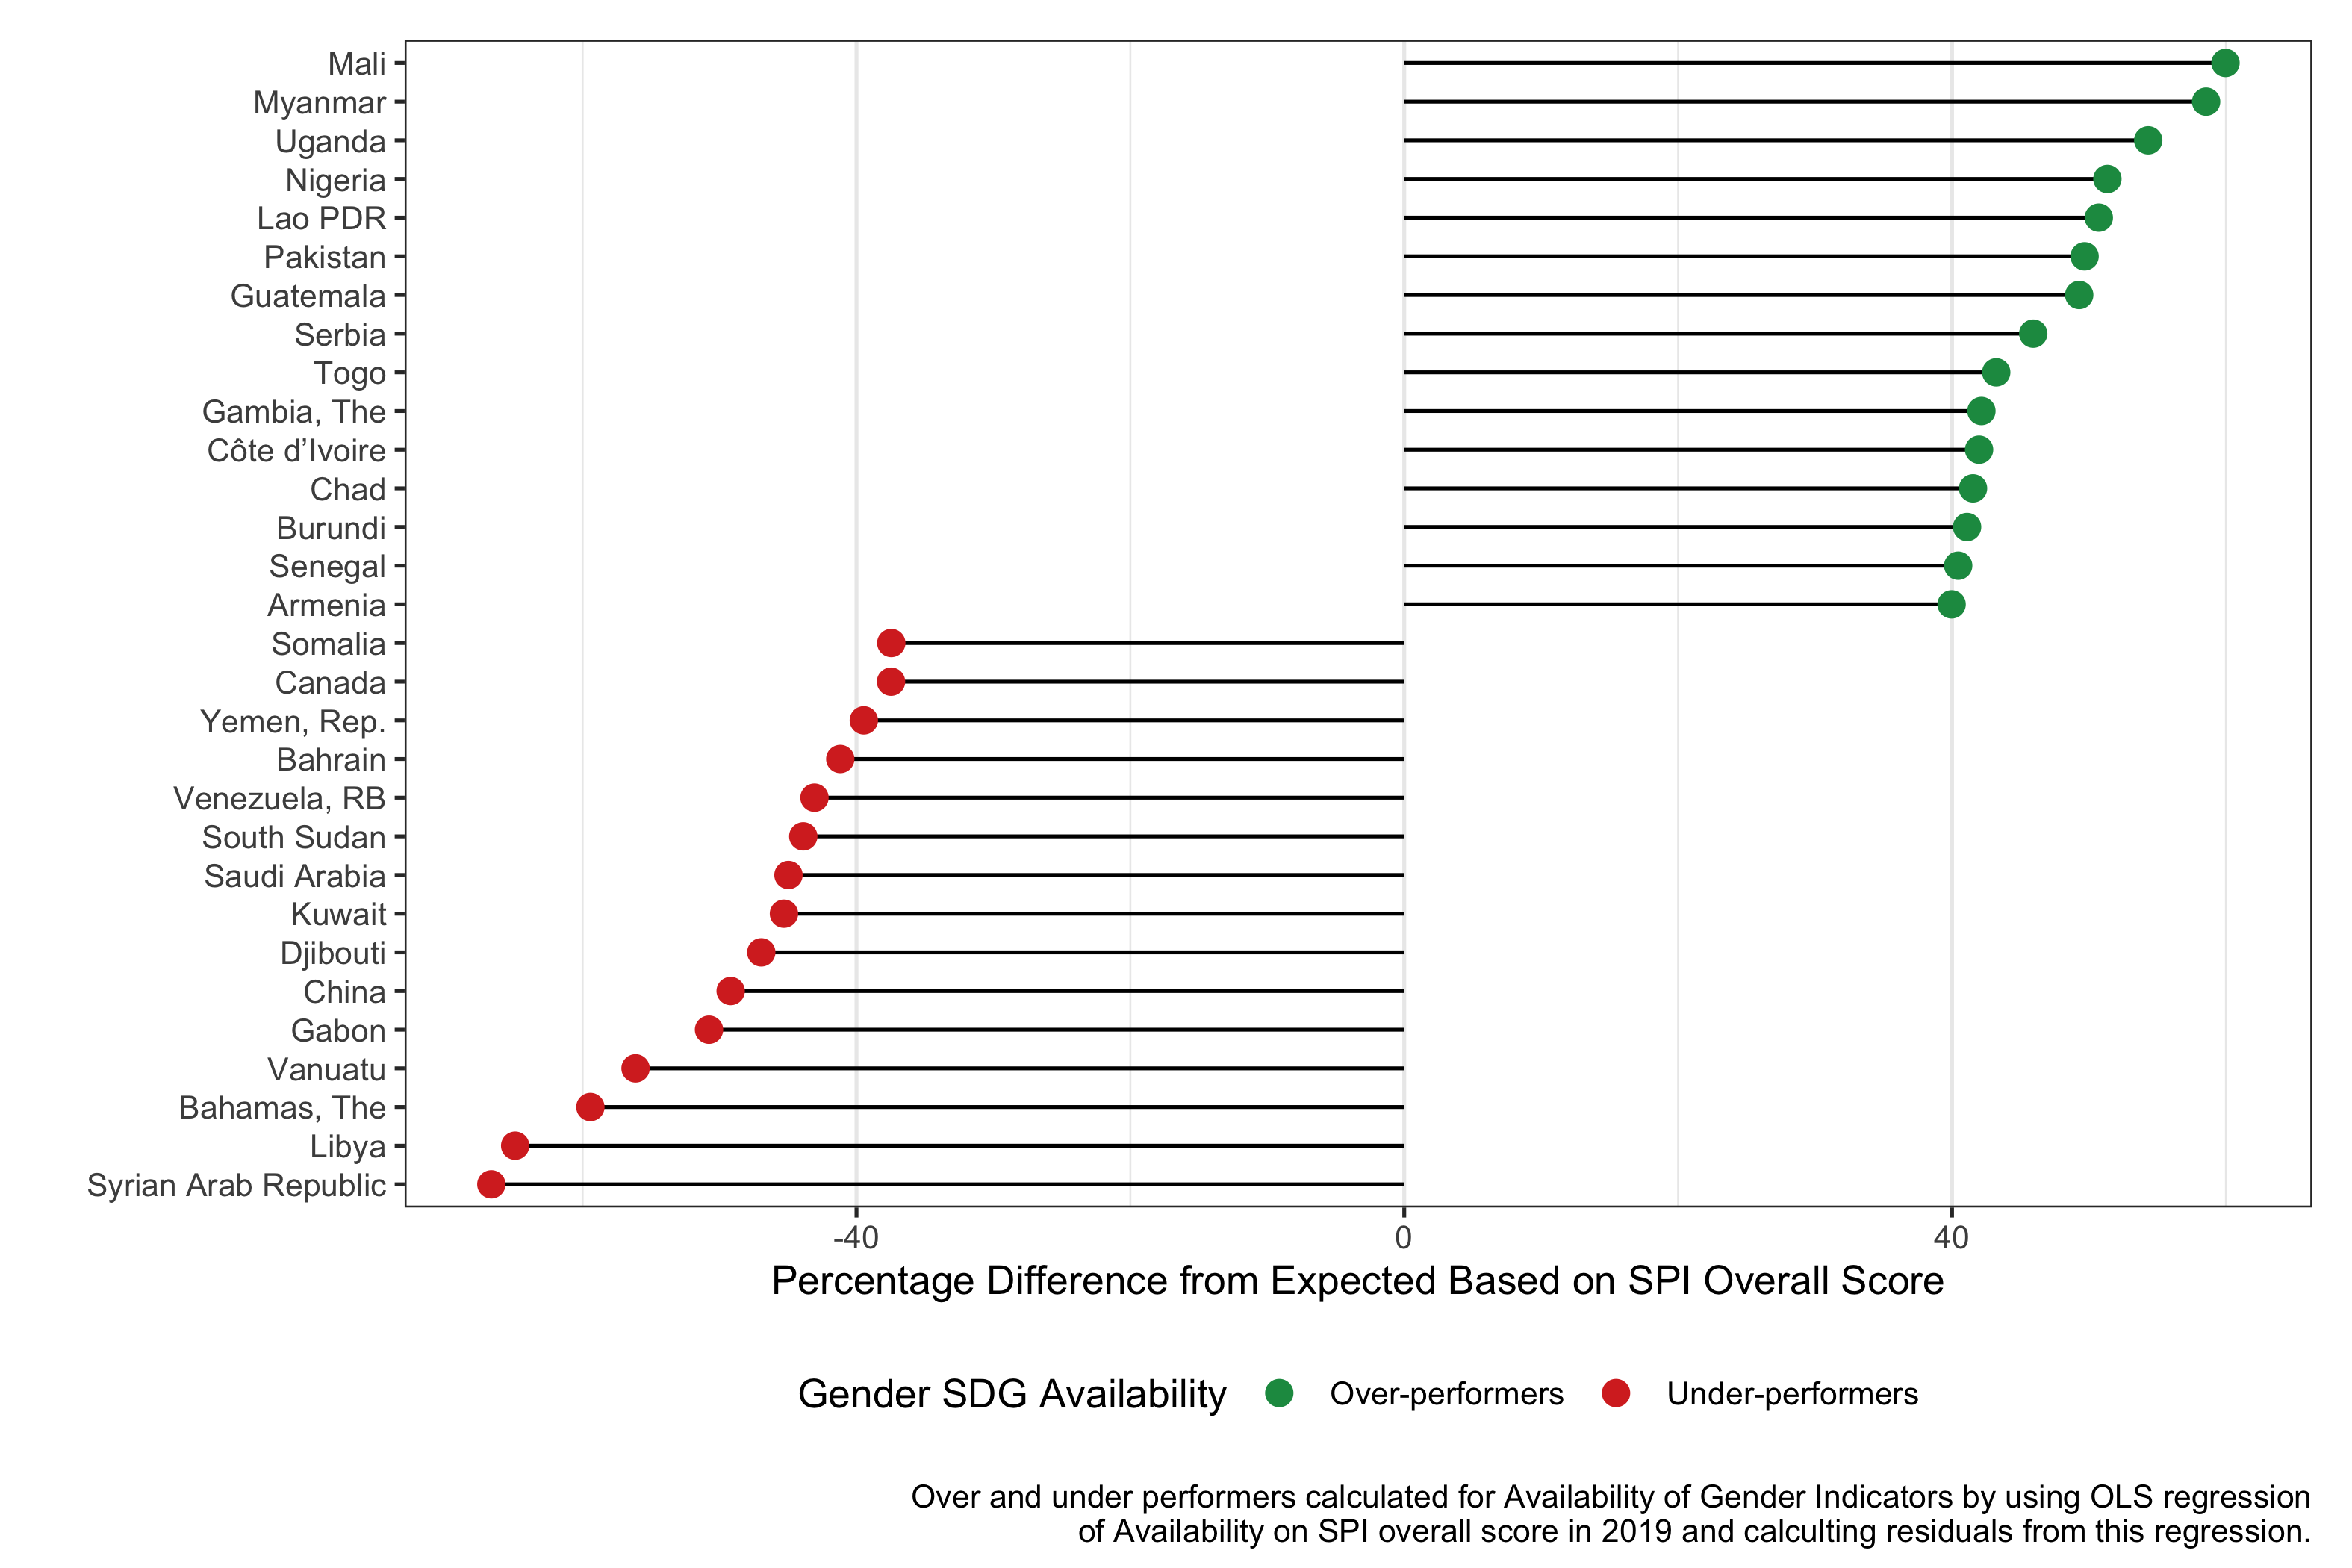 Mali
Myanmar
Uganda
Nigeria
Lao PDR
Pakistan
Guatemala
Serbia
Togo
Gambia, The
Côte d’Ivoire
Chad
Burundi
Senegal
Armenia
Somalia
Canada
Yemen, Rep.
Bahrain
Venezuela, RB
South Sudan
Saudi Arabia
Kuwait
Djibouti
China
Gabon
Vanuatu
Bahamas, The
Libya
Syrian Arab Republic
-40 0 40
Percentage Difference from Expected Based on SPI Overall Score
Gender SDG Availability Over-performers Under-performers
Over and under performers calculated for Availability of Gender Indicators by using OLS regression
of Availability on SPI overall score in 2019 and calculting residuals from this regression.